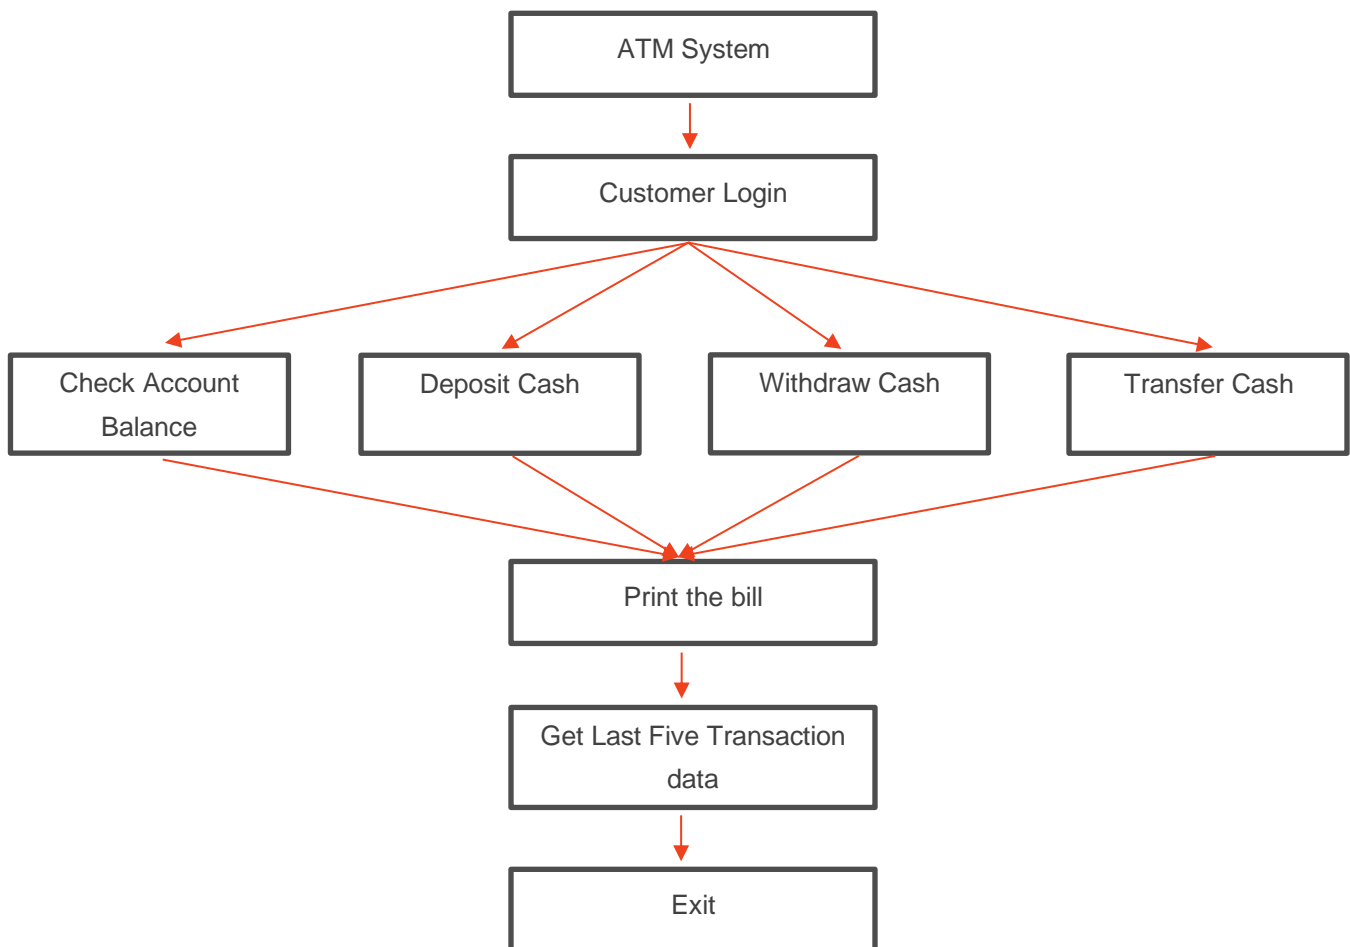 ATM System
Customer Login
Check Account
Balance
Deposit Cash
Withdraw Cash
Transfer Cash
Print the bill
Get Last Five Transaction
data
Exit